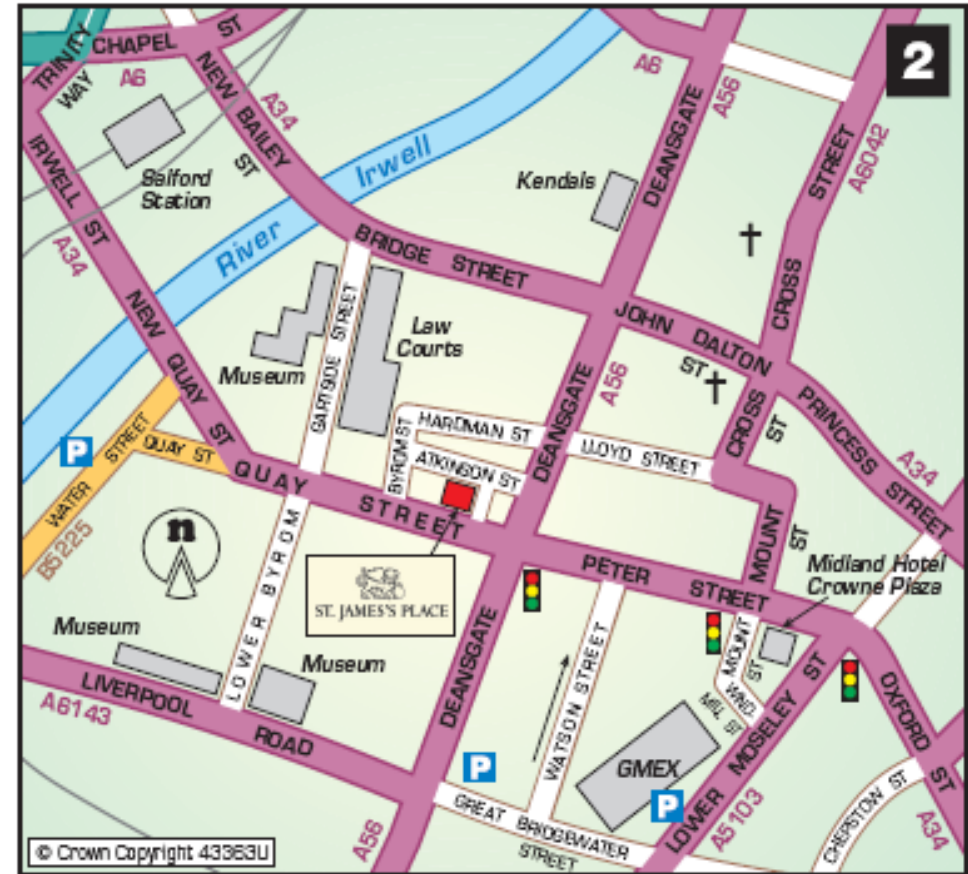 2
TRINITY
WAY
CHAPEL ST
A6
NEW BAILEY
ST
A34
A6
A56
DEANSGATE
CROSS STREET
A6042
IRWELL ST
A34
Salford
Station
River Irwell
Kendals
BRIDGE STREET
NEW QUAY ST
Museum
GARTSIDE STREET
Law
Courts
JOHN DALTON
ST
DEANSGATE
A56
CROSS
ST
PRINCESS STREET
A34
P
WATER STREET
B5225
QUAY ST
QUAY STREET
BYROM ST
HARDMAN ST
ATKINSON ST
LLOYD STREET
MOUNT
ST
n
LOWER BYROM
ST. JAMES'S PLACE
PETER STREET
Midland Hotel
Crowne Plaza
Museum
Museum
LIVERPOOL ROAD
A6143
DEANSGATE
A56
WATSON STREET
MOUNT
ST
WIND-
MILL ST
GMEX
P
P
LOWER MOSELEY ST
A5103
OXFORD ST
A34
CHEPSTOW ST
GREAT BRIDGEWATER
STREET
© Crown Copyright 43363U